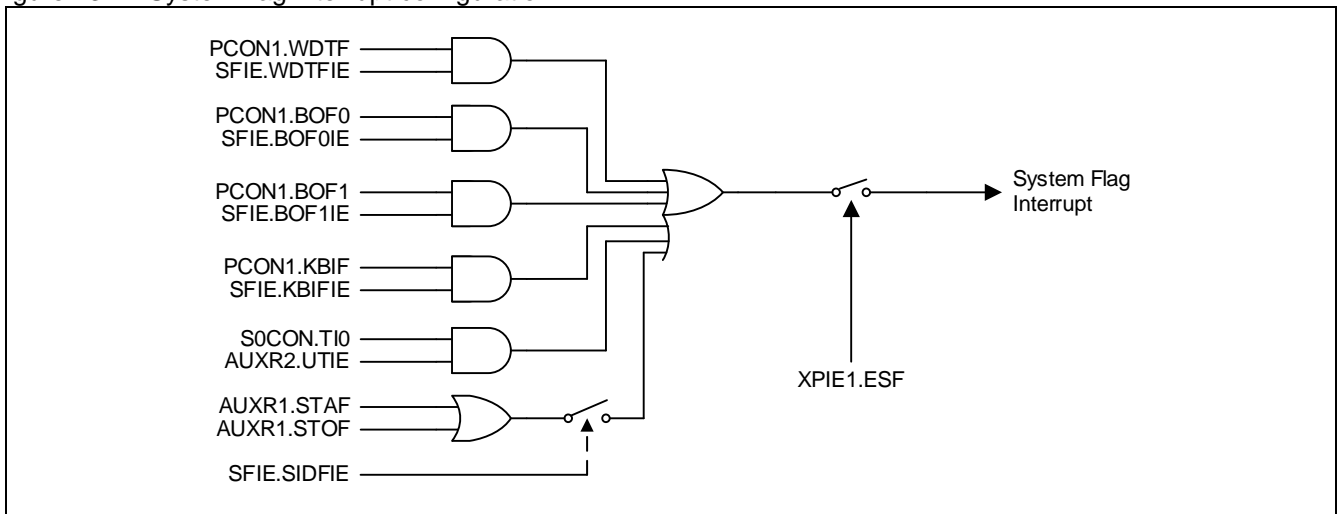 PCON1.WDTF
SFIE.WDTFIE
PCON1.BOF0
SFIE.BOF0IE
PCON1.BOF1
SFIE.BOF1IE
System Flag
Interrupt
PCON1.KBIF
SFIE.KBIFIE
S0CON.TI0
AUXR2.UTIE
XPIE1.ESF
AUXR1.STAF
AUXR1.STOF
SFIE.SIDFIE